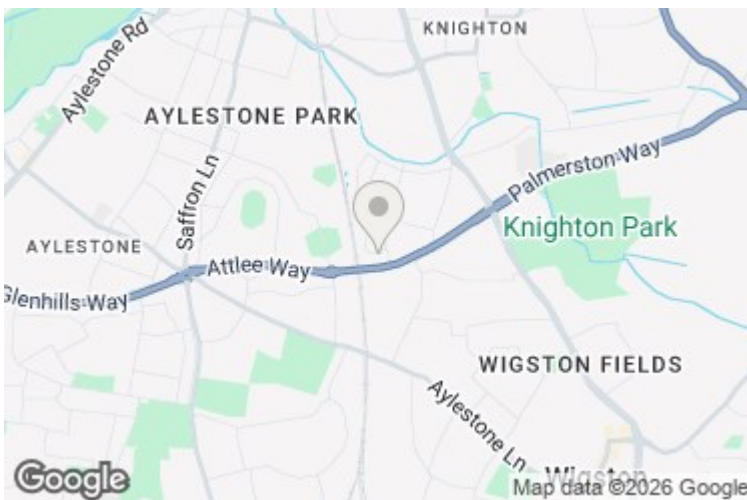 KNIGHTON
Aylestone Rd
AYLESTONE PARK
Saffron Ln
Palmerston Way
Knighton Park
AYLESTONE
Attlee Way
Glenhills Way
WIGSTON FIELDS
Aylestone Ln
Wigston
Google
Map data ©2026 Google